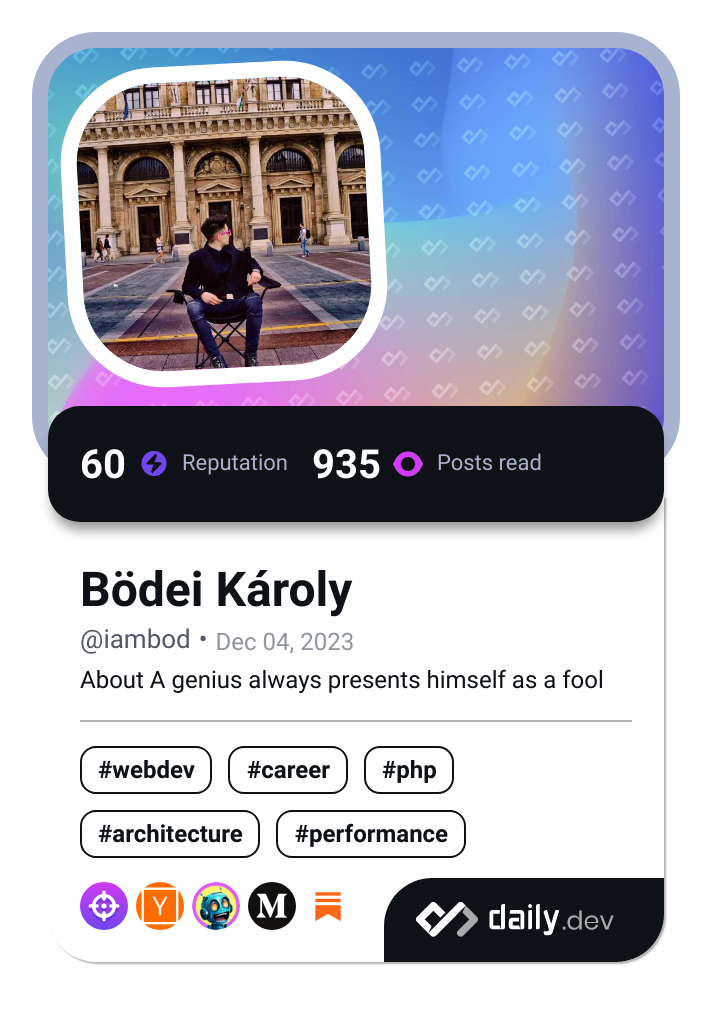 60 Reputation 935 Posts read
Bödei Károly
@iambod • Dec 04, 2023
About A genius always presents himself as a fool
#webdev #career #php
#architecture #performance
Y M daily.dev